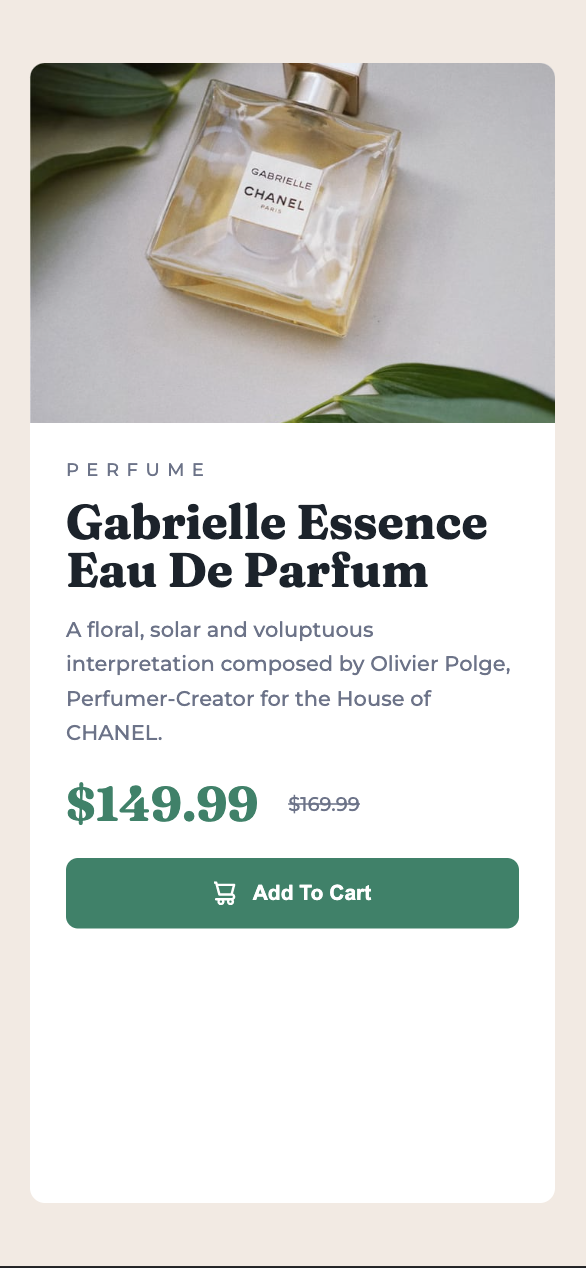 GABRIELLE
CHANEL
PARIS
PERFUME
Gabrielle Essence
Eau De Parfum
A floral, solar and voluptuous
interpretation composed by Olivier Polge,
Perfumer-Creator for the House of
CHANEL.
$149.99 $169.99
Add To Cart